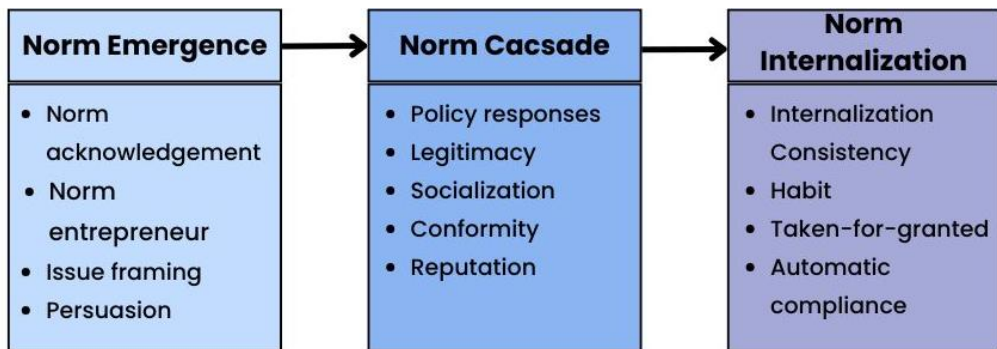 Norm Emergence
• Norm
acknowledgement
• Norm
entrepreneur
• Issue framing
• Persuasion
Norm Cacsade
• Policy responses
• Legitimacy
• Socialization
• Conformity
• Reputation
Norm
Internalization
• Internalization
Consistency
• Habit
• Taken-for-granted
• Automatic
compliance